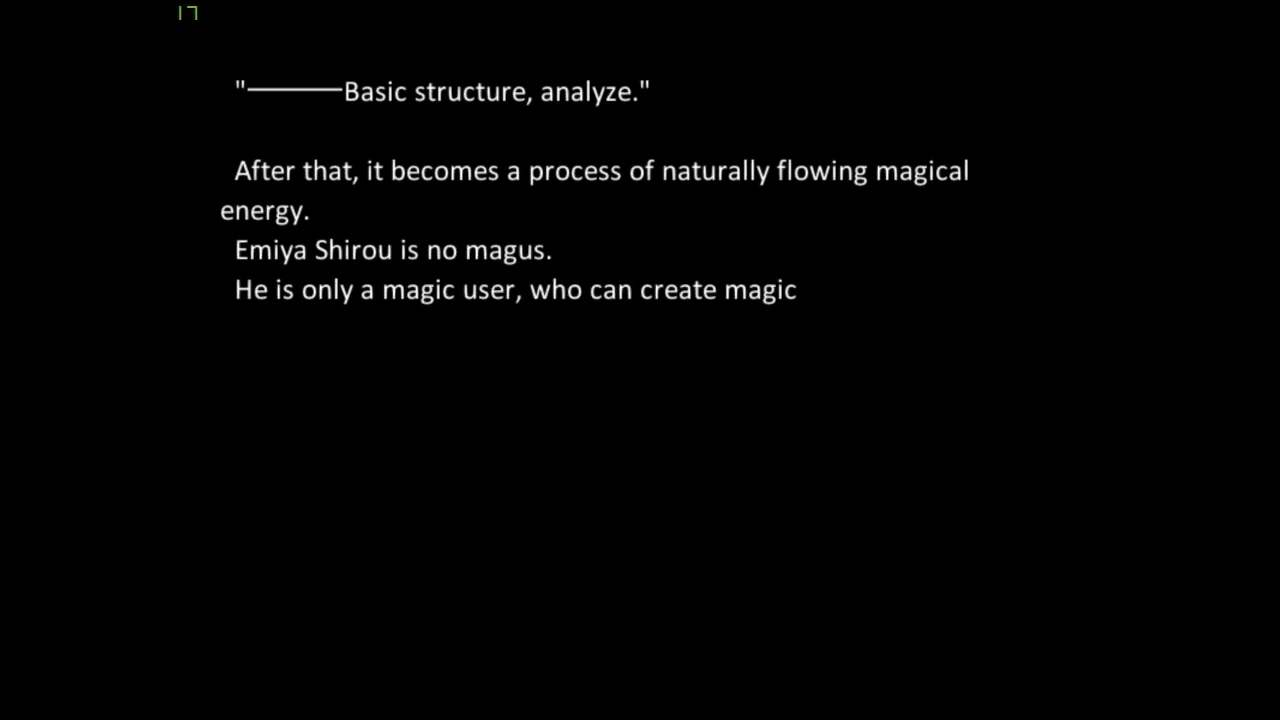 17
"————Basic structure, analyze."
After that, it becomes a process of naturally flowing magical
energy.
Emiya Shirou is no magus.
He is only a magic user, who can create magic